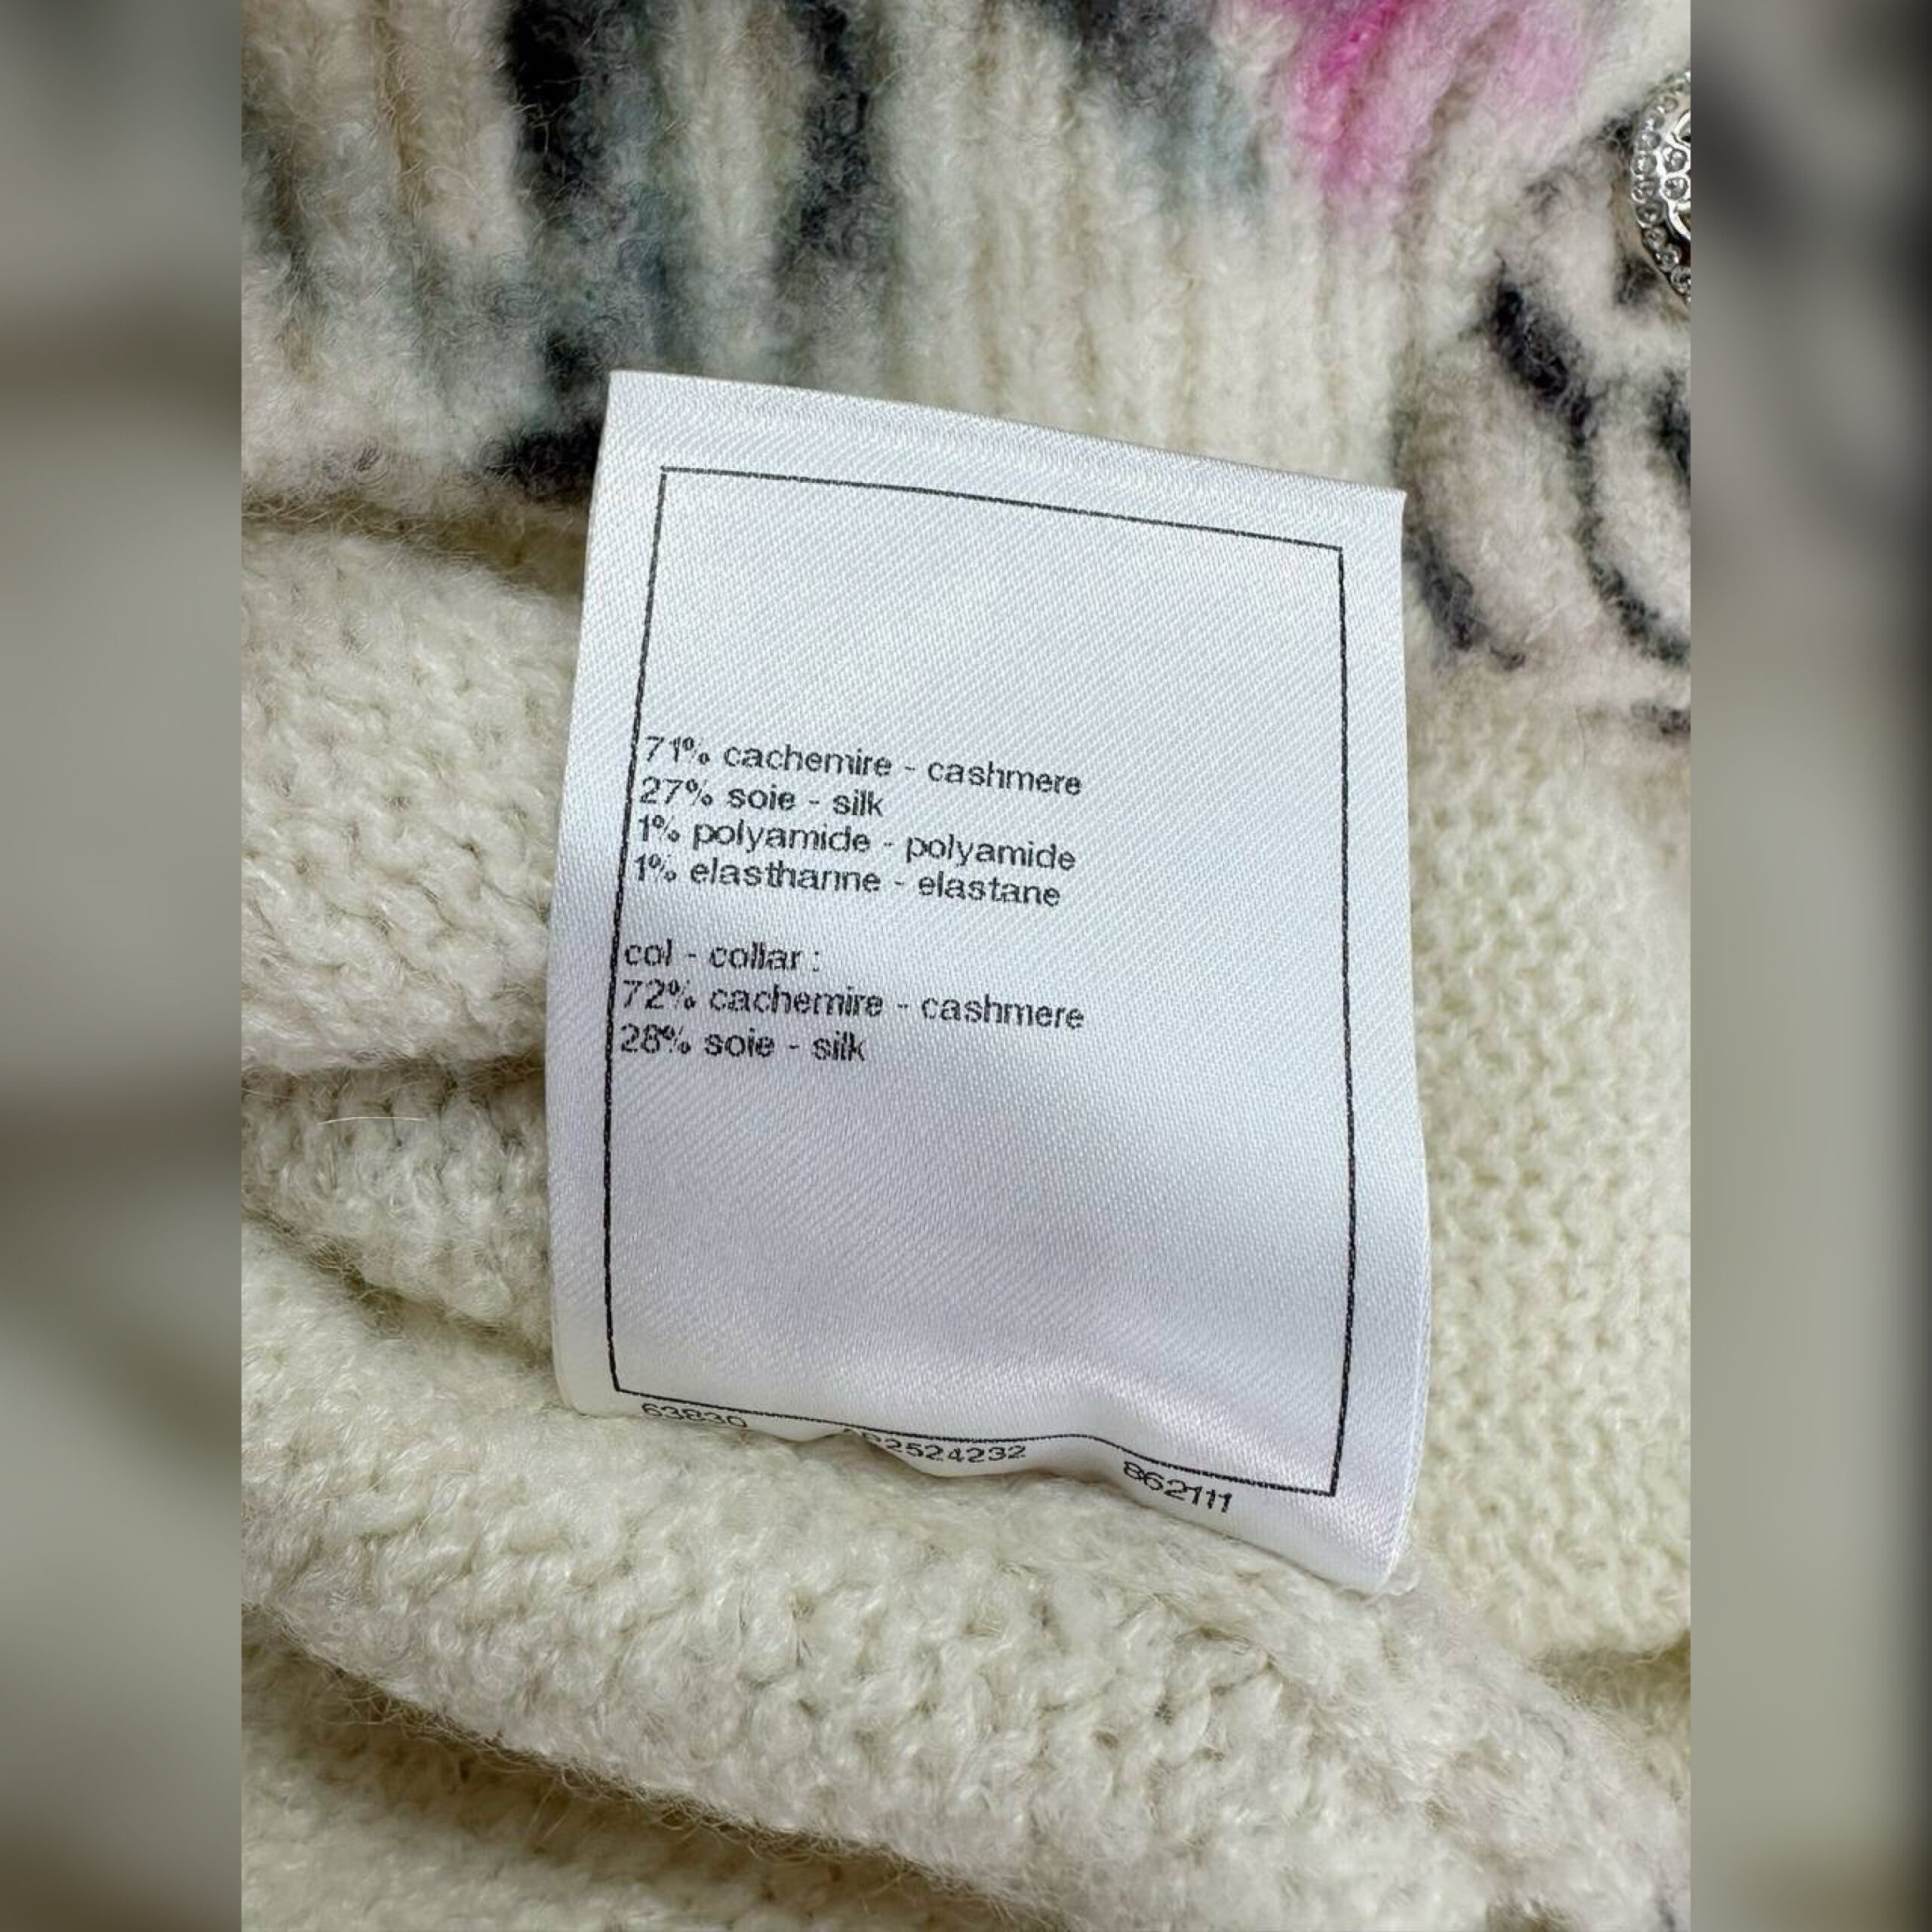 71% cachemire - cashmere
27% soie - silk
1% polyamide - polyamide
1% elasthanne - elastane
col - collar :
72% cachemire - cashmere
28% soie - silk
63830
862111